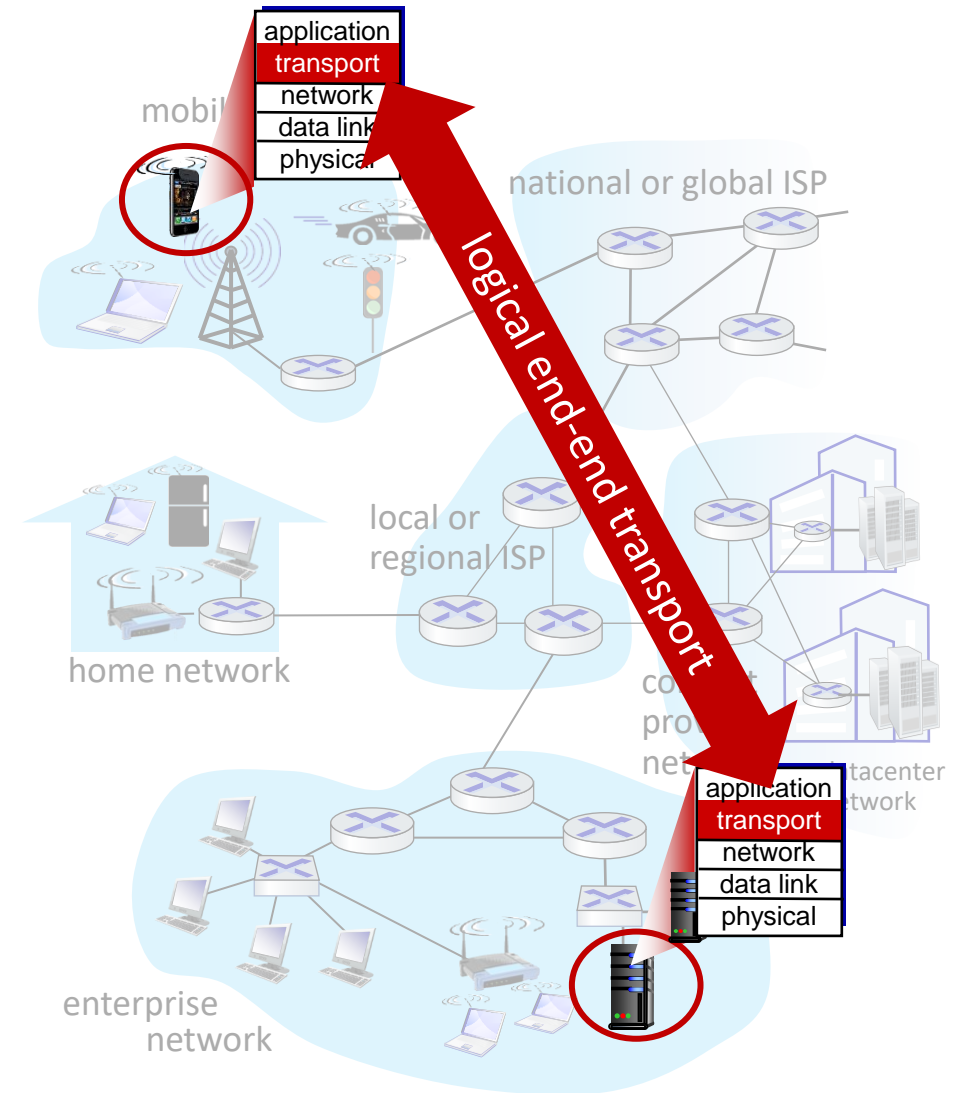 application
transport
network
data link
physical
national or global ISP
logical end-end transport
local or
regional ISP
home network
application
transport
network
data link
physical
enterprise
network